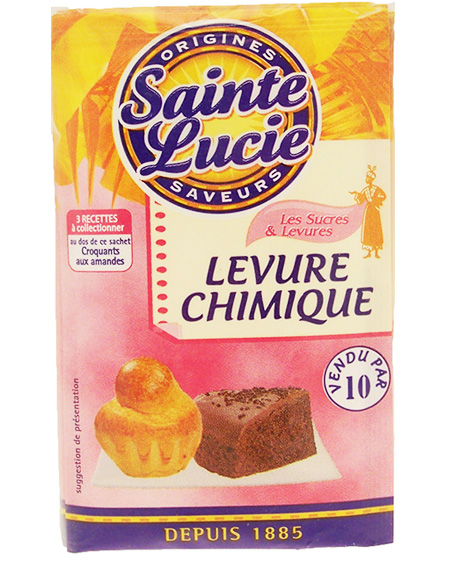 ORIGINES
Sainte
Lucie
SAVEURS
Les Sucres
& Levures
3 RECETTES
à collectionner
au dos de ce sachet
Croquants
aux amandes
LEVURE
CHIMIQUE
VENDU PAR
10
suggestion de présentation
DEPUIS 1885